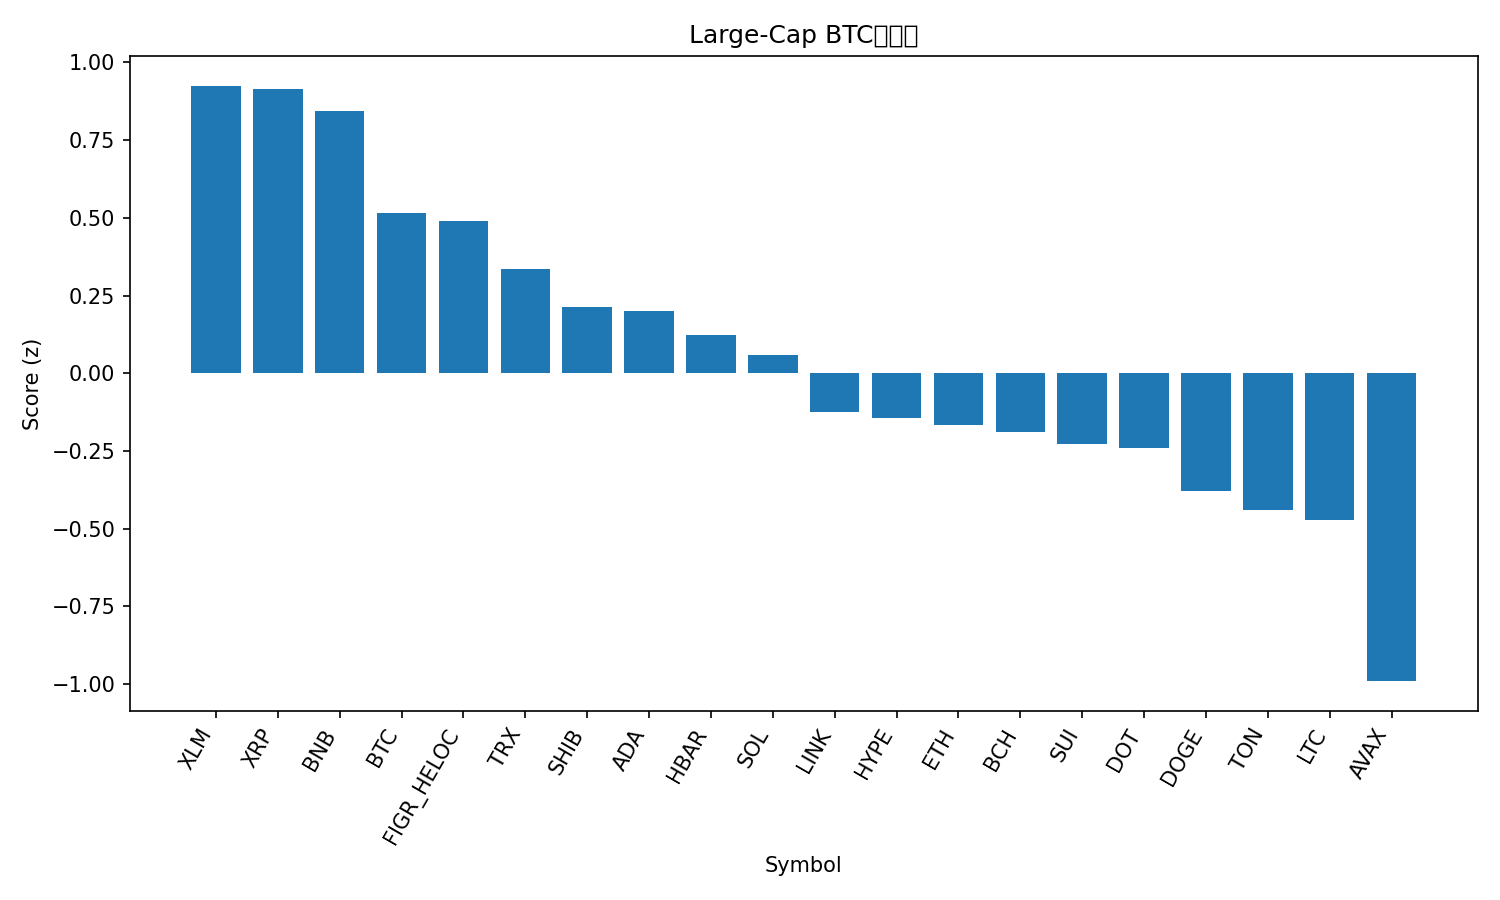 Large-Cap BTC
1.00
0.75
0.50
0.25
0.00
−0.25
−0.50
−0.75
−1.00
Score (z)
XLM
XRP
BNB
BTC
FIGR_HELOC
TRX
SHIB
ADA
HBAR
SOL
LINK
HYPE
ETH
BCH
SUI
DOT
DOGE
TON
LTC
AVAX
Symbol